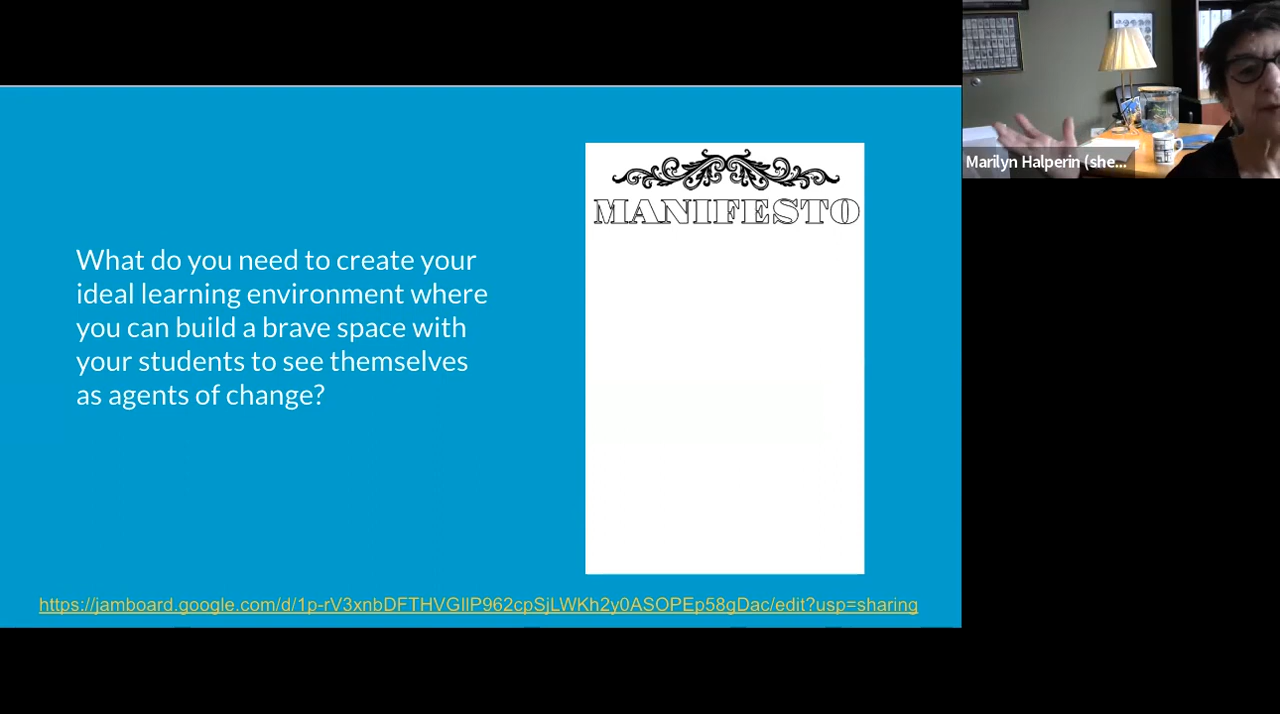 MANIFESTO
What do you need to create your
ideal learning environment where
you can build a brave space with
your students to see themselves
as agents of change?
https://jamboard.google.com/d/1p-rV3xnbDFTHVGIlP962cpSjLWKh2y0ASOPEp58gDac/edit?usp=sharing
Marilyn Halperin (she...